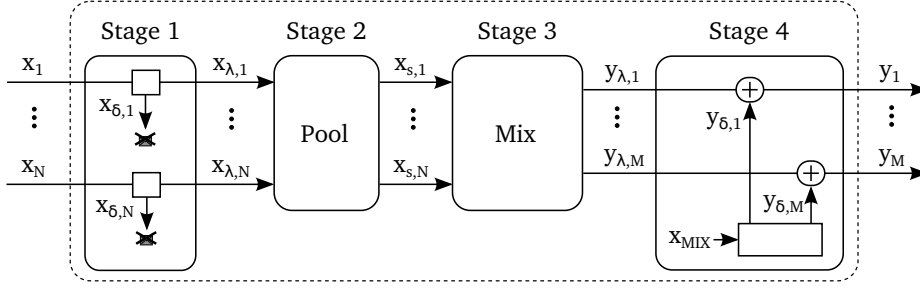 Stage 1 Stage 2 Stage 3 Stage 4
x1 xλ,1 xs,1 yλ,1 y1
xδ,1 + yδ,1
... ... ... ... ...
Pool Mix
xN xλ,N xs,N yλ,M yM
xδ,N + yδ,M
xMIX